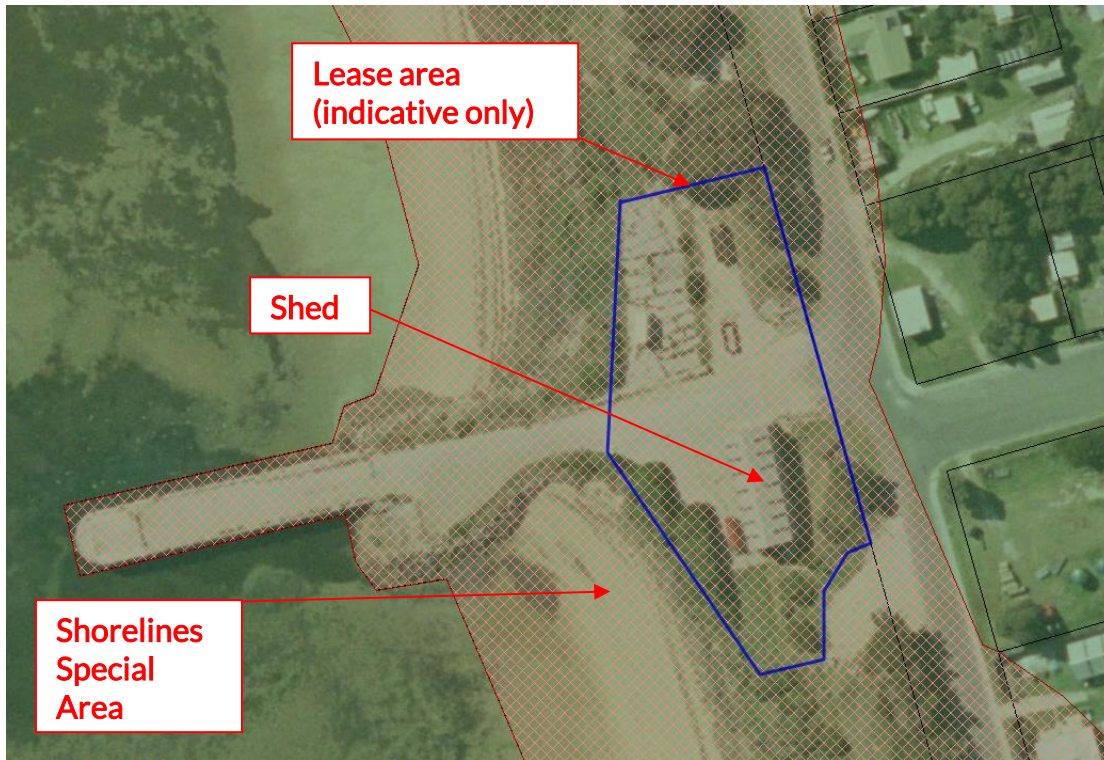 Lease area
(indicative only)
Shed
Shorelines
Special
Area